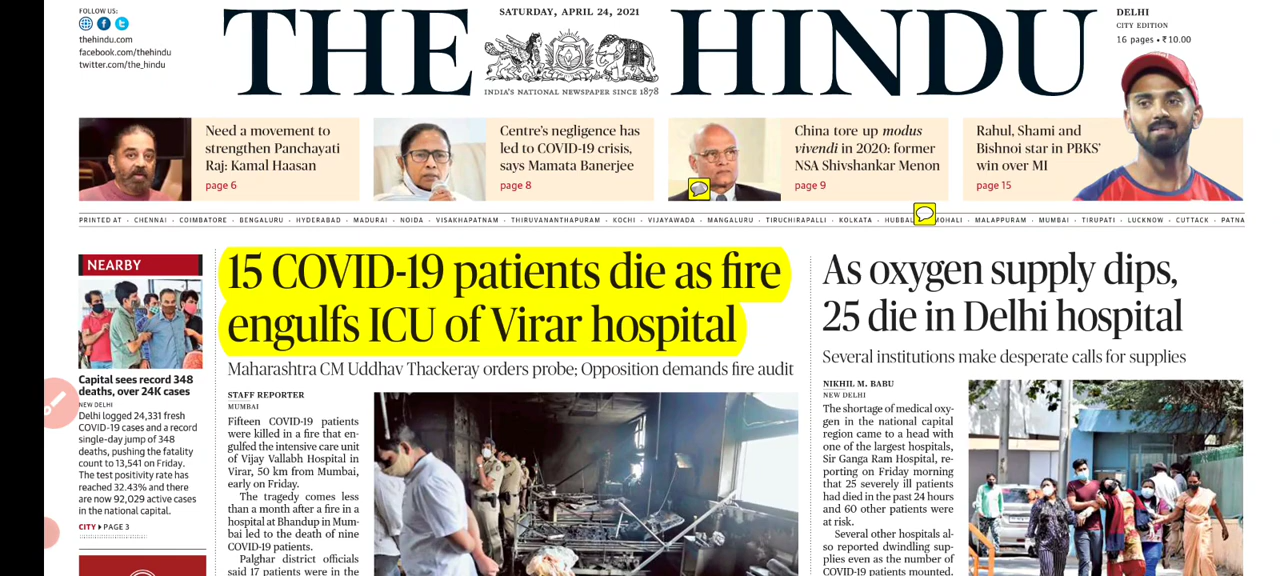 FOLLOW US:
thehindu.com
facebook.com/thehindu
twitter.com/the_hindu
SATURDAY, APRIL 24, 2021
THE HINDU
INDIA'S NATIONAL NEWSPAPER SINCE 1878
DELHI
CITY EDITION
16 pages • ₹10.00
Need a movement to
strengthen Panchayati
Raj: Kamal Haasan
page 6
Centre's negligence has
led to COVID-19 crisis,
says Mamata Banerjee
page 8
China tore up modus
vivendi in 2020: former
NSA Shivshankar Menon
page 9
Rahul, Shami and
Bishnoi star in PBKS'
win over MI
page 15
PRINTED AT • CHENNAI • COIMBATORE • BENGALURU • HYDERABAD • MADURAI • NOIDA • VISAKHAPATNAM • THIRUVANANTHAPURAM • KOCHI • VIJAYAWADA • MANGALURU • TIRUCHIRAPALLI • KOLKATA • HUBBAL MOHALI • MALAPPURAM • MUMBAI • TIRUPATI • LUCKNOW • CUTTACK • PATNA
NEARBY
Capital sees record 348
deaths, over 24K cases
NEW DELHI
Delhi logged 24,331 fresh
COVID-19 cases and a record
single-day jump of 348
deaths, pushing the fatality
count to 13,541 on Friday.
The test positivity rate has
reached 32.43% and there
are now 92,029 active cases
in the national capital.
CITY ▸ PAGE 3
15 COVID-19 patients die as fire
engulfs ICU of Virar hospital
Maharashtra CM Uddhav Thackeray orders probe; Opposition demands fire audit
STAFF REPORTER
MUMBAI
Fifteen COVID-19 patients
were killed in a fire that en-
gulfed the intensive care unit
of Vijay Vallabh Hospital in
Virar, 50 km from Mumbai,
early on Friday.
The tragedy comes less
than a month after a fire in a
hospital at Bhandup in Mum-
bai led to the death of nine
COVID-19 patients.
Palghar district officials
said 17 patients were in the
As oxygen supply dips,
25 die in Delhi hospital
Several institutions make desperate calls for supplies
NIKHIL M. BABU
NEW DELHI
The shortage of medical oxy-
gen in the national capital
region came to a head with
one of the largest hospitals,
Sir Ganga Ram Hospital, re-
porting on Friday morning
that 25 severely ill patients
had died in the past 24 hours
and 60 other patients were
at risk.
Several other hospitals al-
so reported dwindling sup-
plies even as the number of
COVID-19 patients mounted.